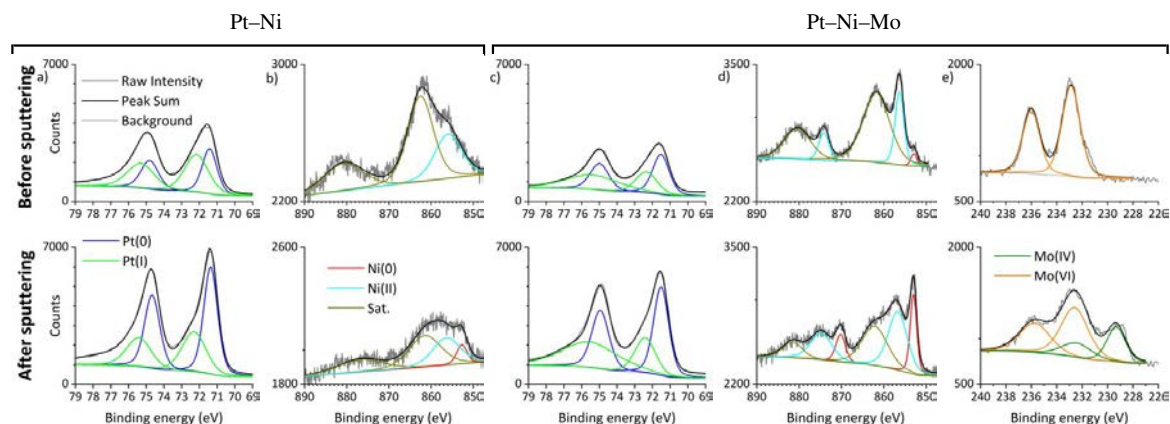 Pt–Ni
Pt–Ni–Mo
Before sputtering
a)
7000
Counts
0
Raw Intensity
Peak Sum
Background
79 78 77 76 75 74 73 72 71 70 69
b)
3000
2200
890 880 870 860 850
c)
7000
0
79 78 77 76 75 74 73 72 71 70 69
d)
3500
2200
890 880 870 860 850
e)
2000
500
240 238 236 234 232 230 228 226
After sputtering
7000
Counts
0
Pt(0)
Pt(I)
79 78 77 76 75 74 73 72 71 70 69
Binding energy (eV)
2600
1800
Ni(0)
Ni(II)
Sat.
890 880 870 860 850
Binding energy (eV)
7000
0
79 78 77 76 75 74 73 72 71 70 69
Binding energy (eV)
3500
2200
890 880 870 860 850
Binding energy (eV)
2000
500
Mo(IV)
Mo(VI)
240 238 236 234 232 230 228 226
Binding energy (eV)